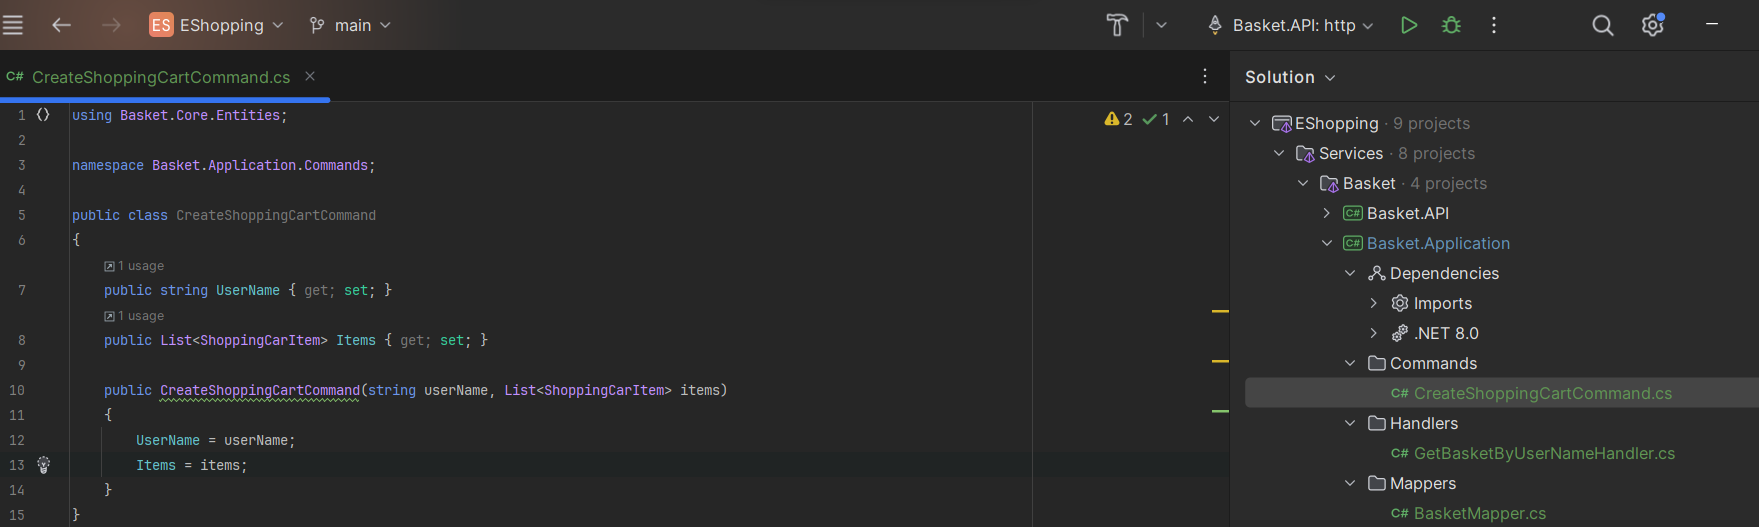 ES EShopping main Basket.API: http
C# CreateShoppingCartCommand.cs
Solution
1 using Basket.Core.Entities;
2 1
2
3 namespace Basket.Application.Commands;
4
5 public class CreateShoppingCartCommand
6 {
1 usage
7 public string UserName { get; set; }
1 usage
8 public List<ShoppingCarItem> Items { get; set; }
9
10 public CreateShoppingCartCommand(string userName, List<ShoppingCarItem> items)
11 {
12 UserName = userName;
13 Items = items;
14 }
15 }
EShopping · 9 projects
Services · 8 projects
Basket · 4 projects
C# Basket.API
C# Basket.Application
Dependencies
Imports
.NET 8.0
Commands
C# CreateShoppingCartCommand.cs
Handlers
C# GetBasketByUserNameHandler.cs
Mappers
C# BasketMapper.cs